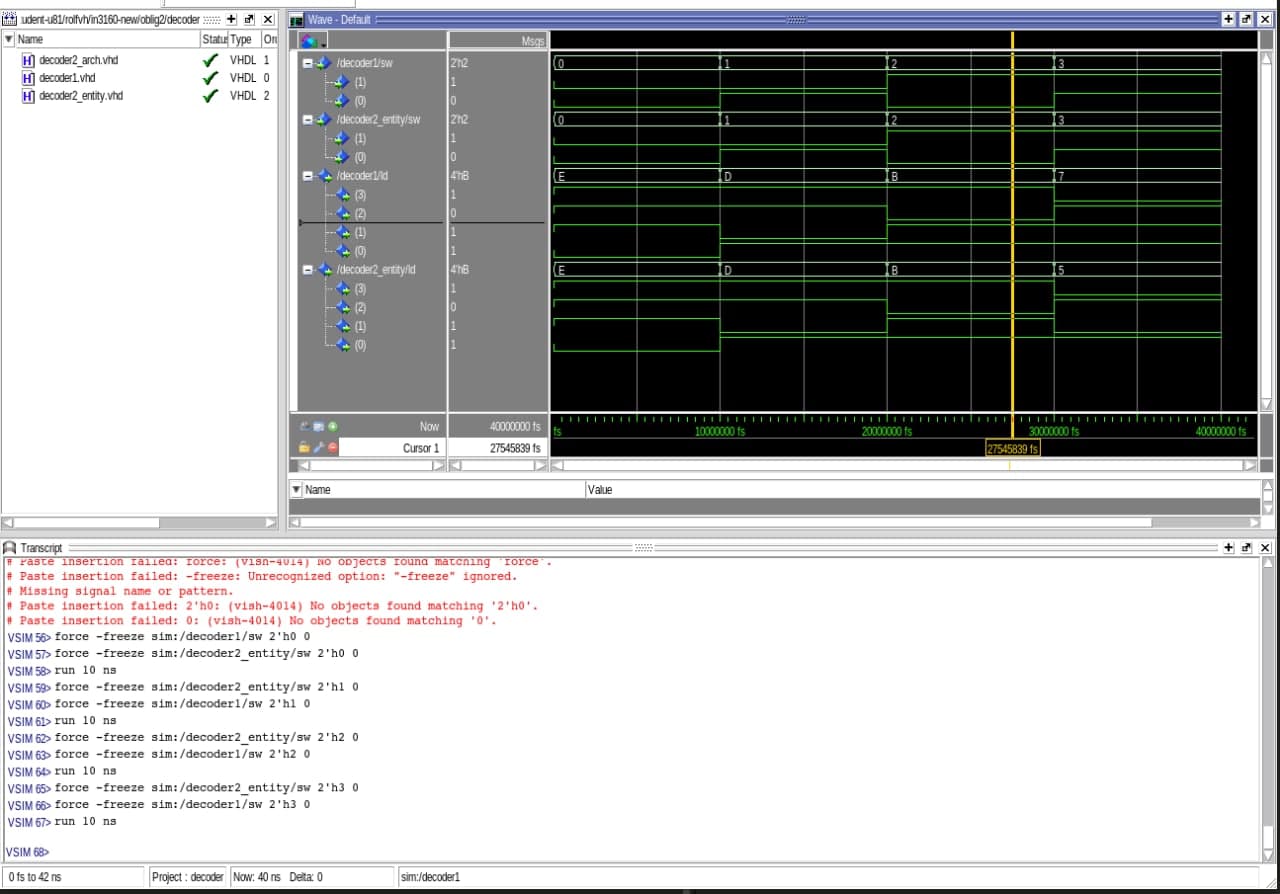 udent-u81/rolfvh/in3160-new/oblig2/decoder
Name Status Type Ord
decoder2_arch.vhd VHDL 1
decoder1.vhd VHDL 0
decoder2_entity.vhd VHDL 2
Wave - Default
Msgs
/decoder1/sw 2'h2 0 1 2 3
(1) 1
(0) 0
/decoder2_entity/sw 2'h2 0 1 2 3
(1) 1
(0) 0
/decoder1/ld 4'hB E D B 7
(3) 1
(2) 0
(1) 1
(0) 1
/decoder2_entity/ld 4'hB E D B 5
(3) 1
(2) 0
(1) 1
(0) 1
Now 40000000 fs fs 10000000 fs 20000000 fs 30000000 fs 40000000 fs
Cursor 1 27545839 fs 27545839 fs
Name Value
Transcript
# Paste insertion failed: force: (vish-4014) No objects found matching 'force'.
# Paste insertion failed: -freeze: Unrecognized option: "-freeze" ignored.
# Missing signal name or pattern.
# Paste insertion failed: 2'h0: (vish-4014) No objects found matching '2'h0'.
# Paste insertion failed: 0: (vish-4014) No objects found matching '0'.
VSIM 56> force -freeze sim:/decoder1/sw 2'h0 0
VSIM 57> force -freeze sim:/decoder2_entity/sw 2'h0 0
VSIM 58> run 10 ns
VSIM 59> force -freeze sim:/decoder2_entity/sw 2'h1 0
VSIM 60> force -freeze sim:/decoder1/sw 2'h1 0
VSIM 61> run 10 ns
VSIM 62> force -freeze sim:/decoder2_entity/sw 2'h2 0
VSIM 63> force -freeze sim:/decoder1/sw 2'h2 0
VSIM 64> run 10 ns
VSIM 65> force -freeze sim:/decoder2_entity/sw 2'h3 0
VSIM 66> force -freeze sim:/decoder1/sw 2'h3 0
VSIM 67> run 10 ns
VSIM 68>
0 fs to 42 ns Project : decoder Now: 40 ns Delta: 0 sim:/decoder1